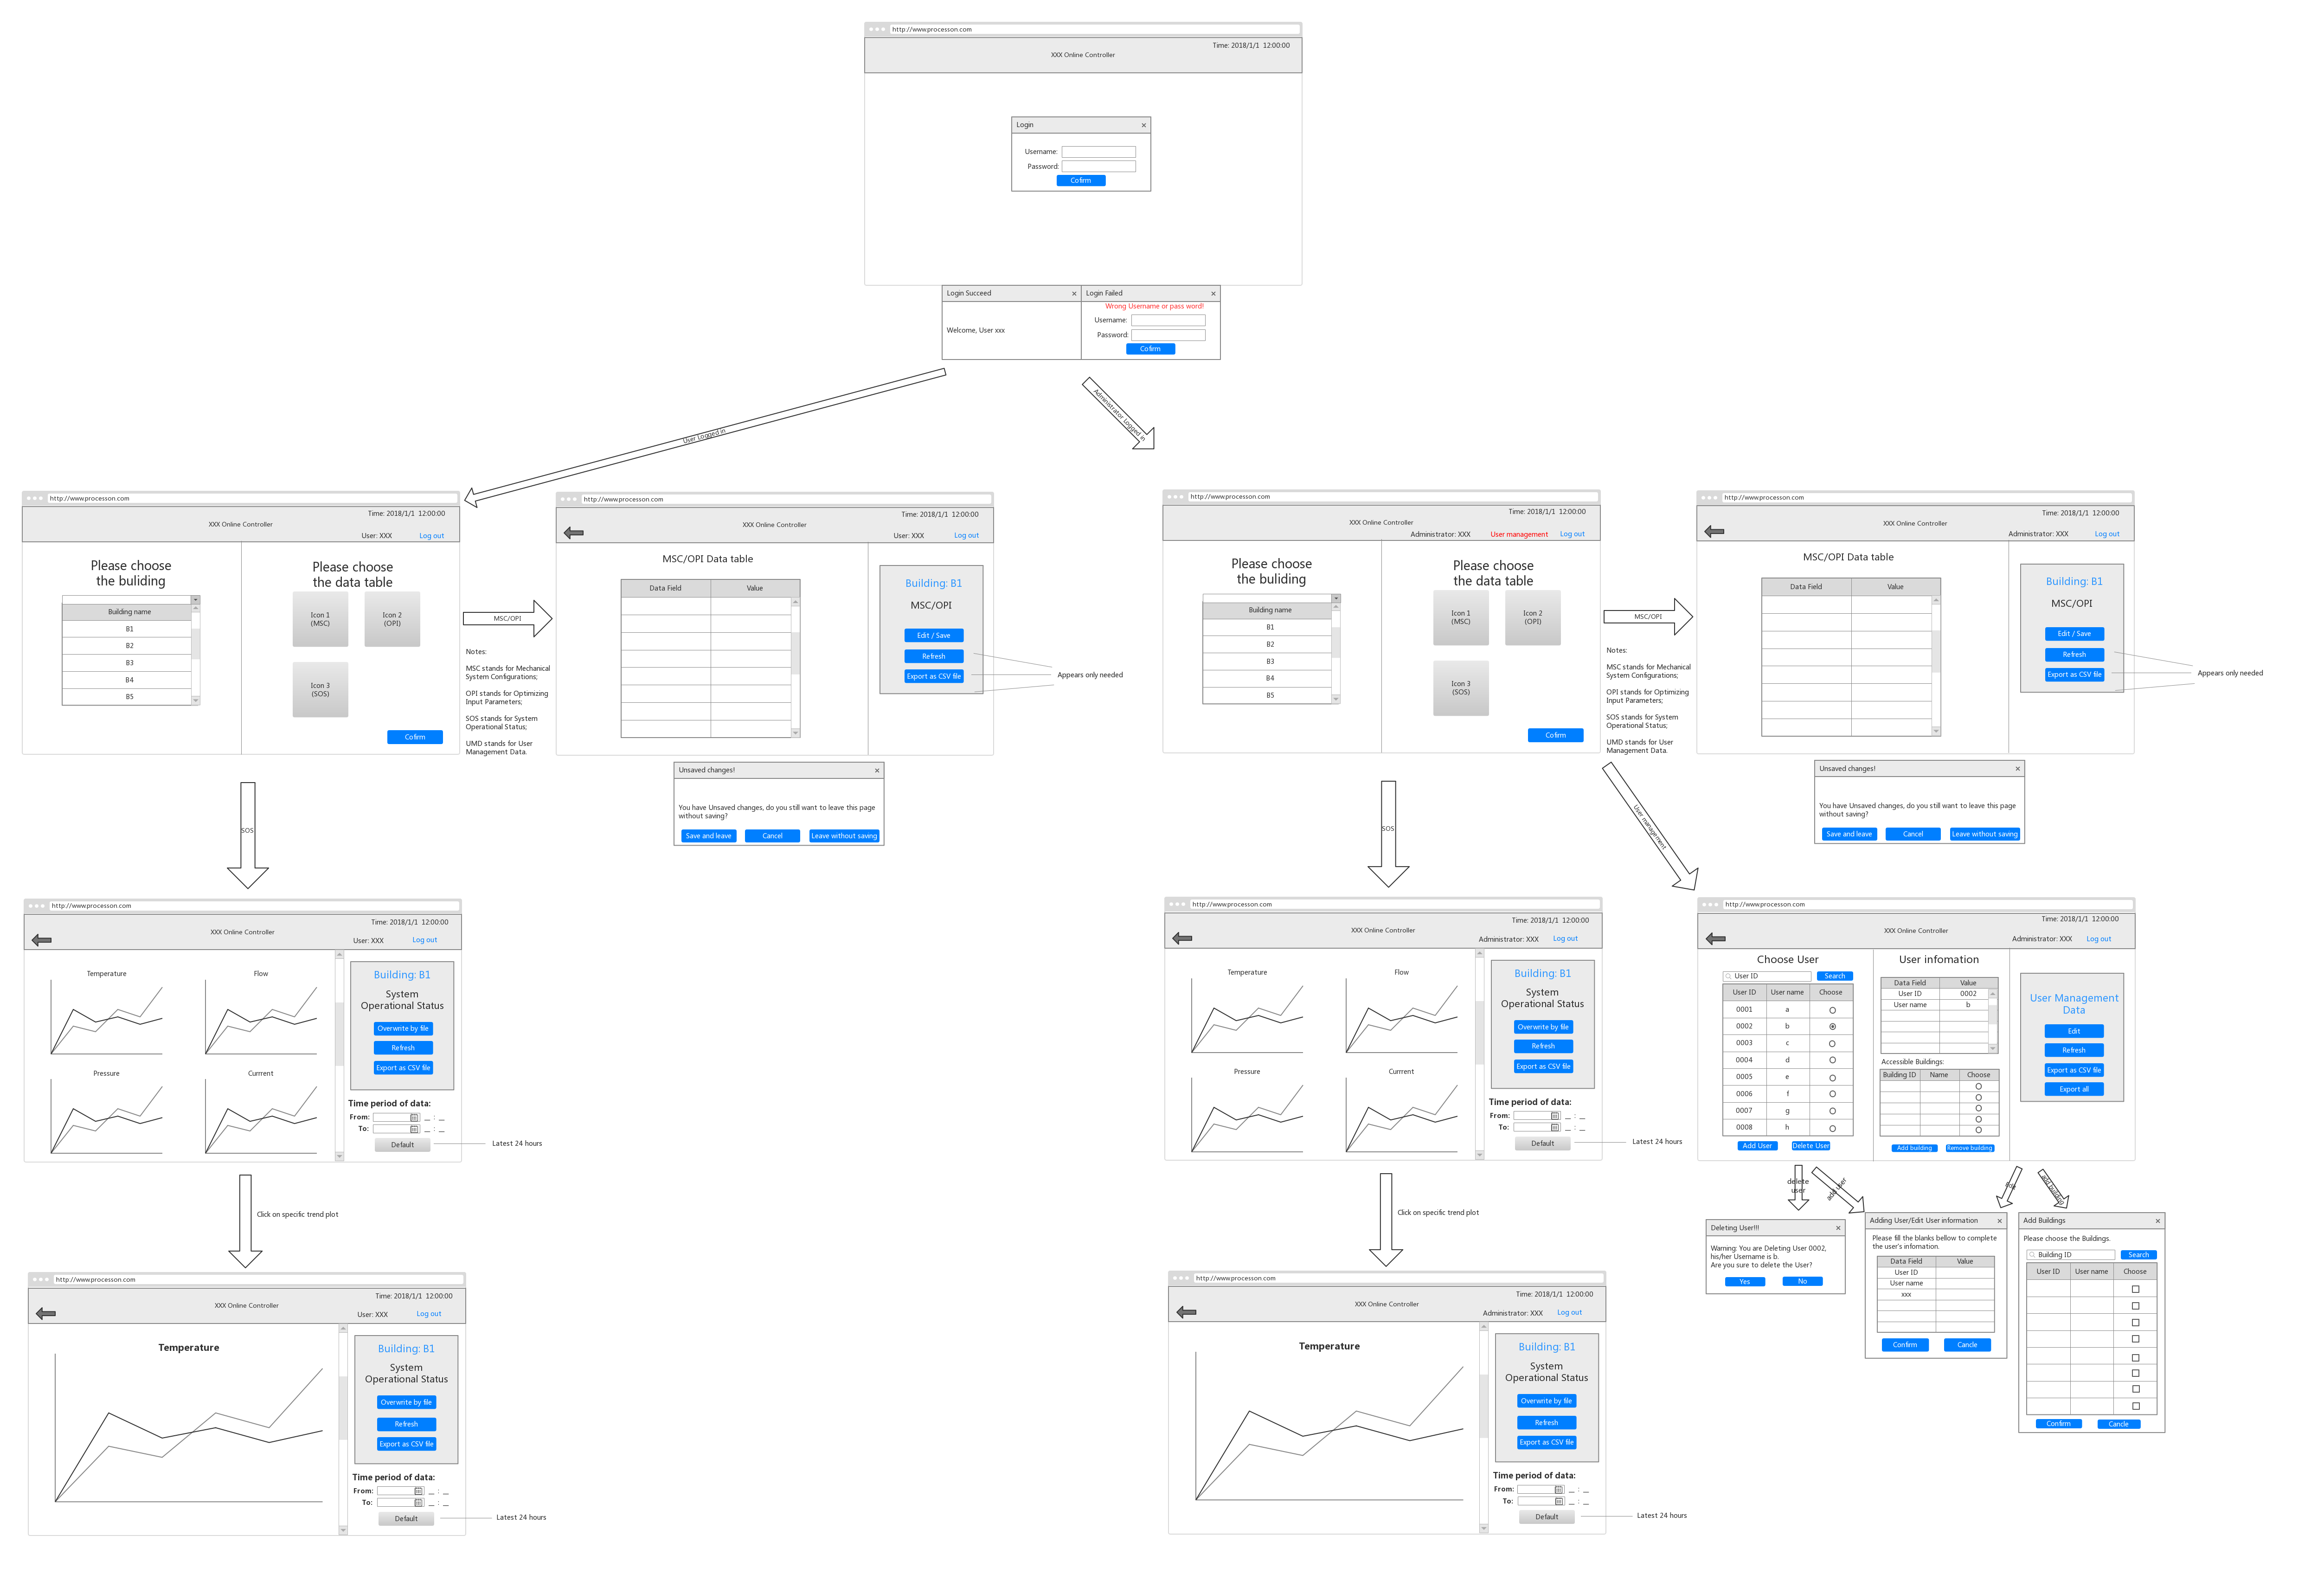 http://www.processon.com
Time: 2018/1/1  12:00:00
XXX Online Controller
Login
Username:
Password:
Cofirm
Login Succeed
Welcome, User xxx
Login Failed
Wrong Username or pass word!
Username:
Password:
Cofirm
User Logged in
Adminstrator Logged in
http://www.processon.com
Time: 2018/1/1  12:00:00
XXX Online Controller
User: XXX
Log out
Please choose
the buliding
Building name
B1
B2
B3
B4
B5
Please choose
the data table
Icon 1
(MSC)
Icon 2
(OPI)
Icon 3
(SOS)
Cofirm
MSC/OPI
Notes:
MSC stands for Mechanical
System Configurations;
OPI stands for Optimizing
Input Parameters;
SOS stands for System
Operational Status;
UMD stands for User
Management Data.
http://www.processon.com
Time: 2018/1/1  12:00:00
XXX Online Controller
User: XXX
Log out
MSC/OPI Data table
Data Field
Value
Building: B1
MSC/OPI
Edit / Save
Refresh
Export as CSV file
Appears only needed
Unsaved changes!
You have Unsaved changes, do you still want to leave this page
without saving?
Save and leave
Cancel
Leave without saving
http://www.processon.com
Time: 2018/1/1  12:00:00
XXX Online Controller
Administrator: XXX
User management
Log out
Please choose
the buliding
Building name
B1
B2
B3
B4
B5
Please choose
the data table
Icon 1
(MSC)
Icon 2
(OPI)
Icon 3
(SOS)
Cofirm
MSC/OPI
Notes:
MSC stands for Mechanical
System Configurations;
OPI stands for Optimizing
Input Parameters;
SOS stands for System
Operational Status;
UMD stands for User
Management Data.
http://www.processon.com
Time: 2018/1/1  12:00:00
XXX Online Controller
Administrator: XXX
Log out
MSC/OPI Data table
Data Field
Value
Building: B1
MSC/OPI
Edit / Save
Refresh
Export as CSV file
Appears only needed
Unsaved changes!
You have Unsaved changes, do you still want to leave this page
without saving?
Save and leave
Cancel
Leave without saving
SOS
SOS
User management
http://www.processon.com
Time: 2018/1/1  12:00:00
XXX Online Controller
User: XXX
Log out
Temperature
Flow
Pressure
Currrent
Building: B1
System
Operational Status
Overwrite by file
Refresh
Export as CSV file
Time period of data:
From:
__ : __
To:
__ : __
Default
Latest 24 hours
http://www.processon.com
Time: 2018/1/1  12:00:00
XXX Online Controller
Administrator: XXX
Log out
Temperature
Flow
Pressure
Currrent
Building: B1
System
Operational Status
Overwrite by file
Refresh
Export as CSV file
Time period of data:
From:
__ : __
To:
__ : __
Default
Latest 24 hours
http://www.processon.com
Time: 2018/1/1  12:00:00
XXX Online Controller
Administrator: XXX
Log out
Choose User
User ID
Search
User ID User name Choose
0001 a
0002 b
0003 c
0004 d
0005 e
0006 f
0007 g
0008 h
Add User
Delete User
User infomation
Data Field Value
User ID 0002
User name b
Accessible Buildings:
Building ID Name Choose
Add building
Remove building
User Management
Data
Edit
Refresh
Export as CSV file
Export all
Click on specific trend plot
Click on specific trend plot
delete
user
add user
edit
add building
Deleting User!!!
Warning: You are Deleting User 0002,
his/her Username is b.
Are you sure to delete the User?
Yes
No
Adding User/Edit User information
Please fill the blanks bellow to complete
the user's infomation.
Data Field Value
User ID
User name
xxx
Confirm
Cancle
Add Buildings
Please choose the Buildings.
Building ID
Search
User ID User name Choose
Confirm
Cancle
http://www.processon.com
Time: 2018/1/1  12:00:00
XXX Online Controller
User: XXX
Log out
Temperature
Building: B1
System
Operational Status
Overwrite by file
Refresh
Export as CSV file
Time period of data:
From:
__ : __
To:
__ : __
Default
Latest 24 hours
http://www.processon.com
Time: 2018/1/1  12:00:00
XXX Online Controller
Administrator: XXX
Log out
Temperature
Building: B1
System
Operational Status
Overwrite by file
Refresh
Export as CSV file
Time period of data:
From:
__ : __
To:
__ : __
Default
Latest 24 hours